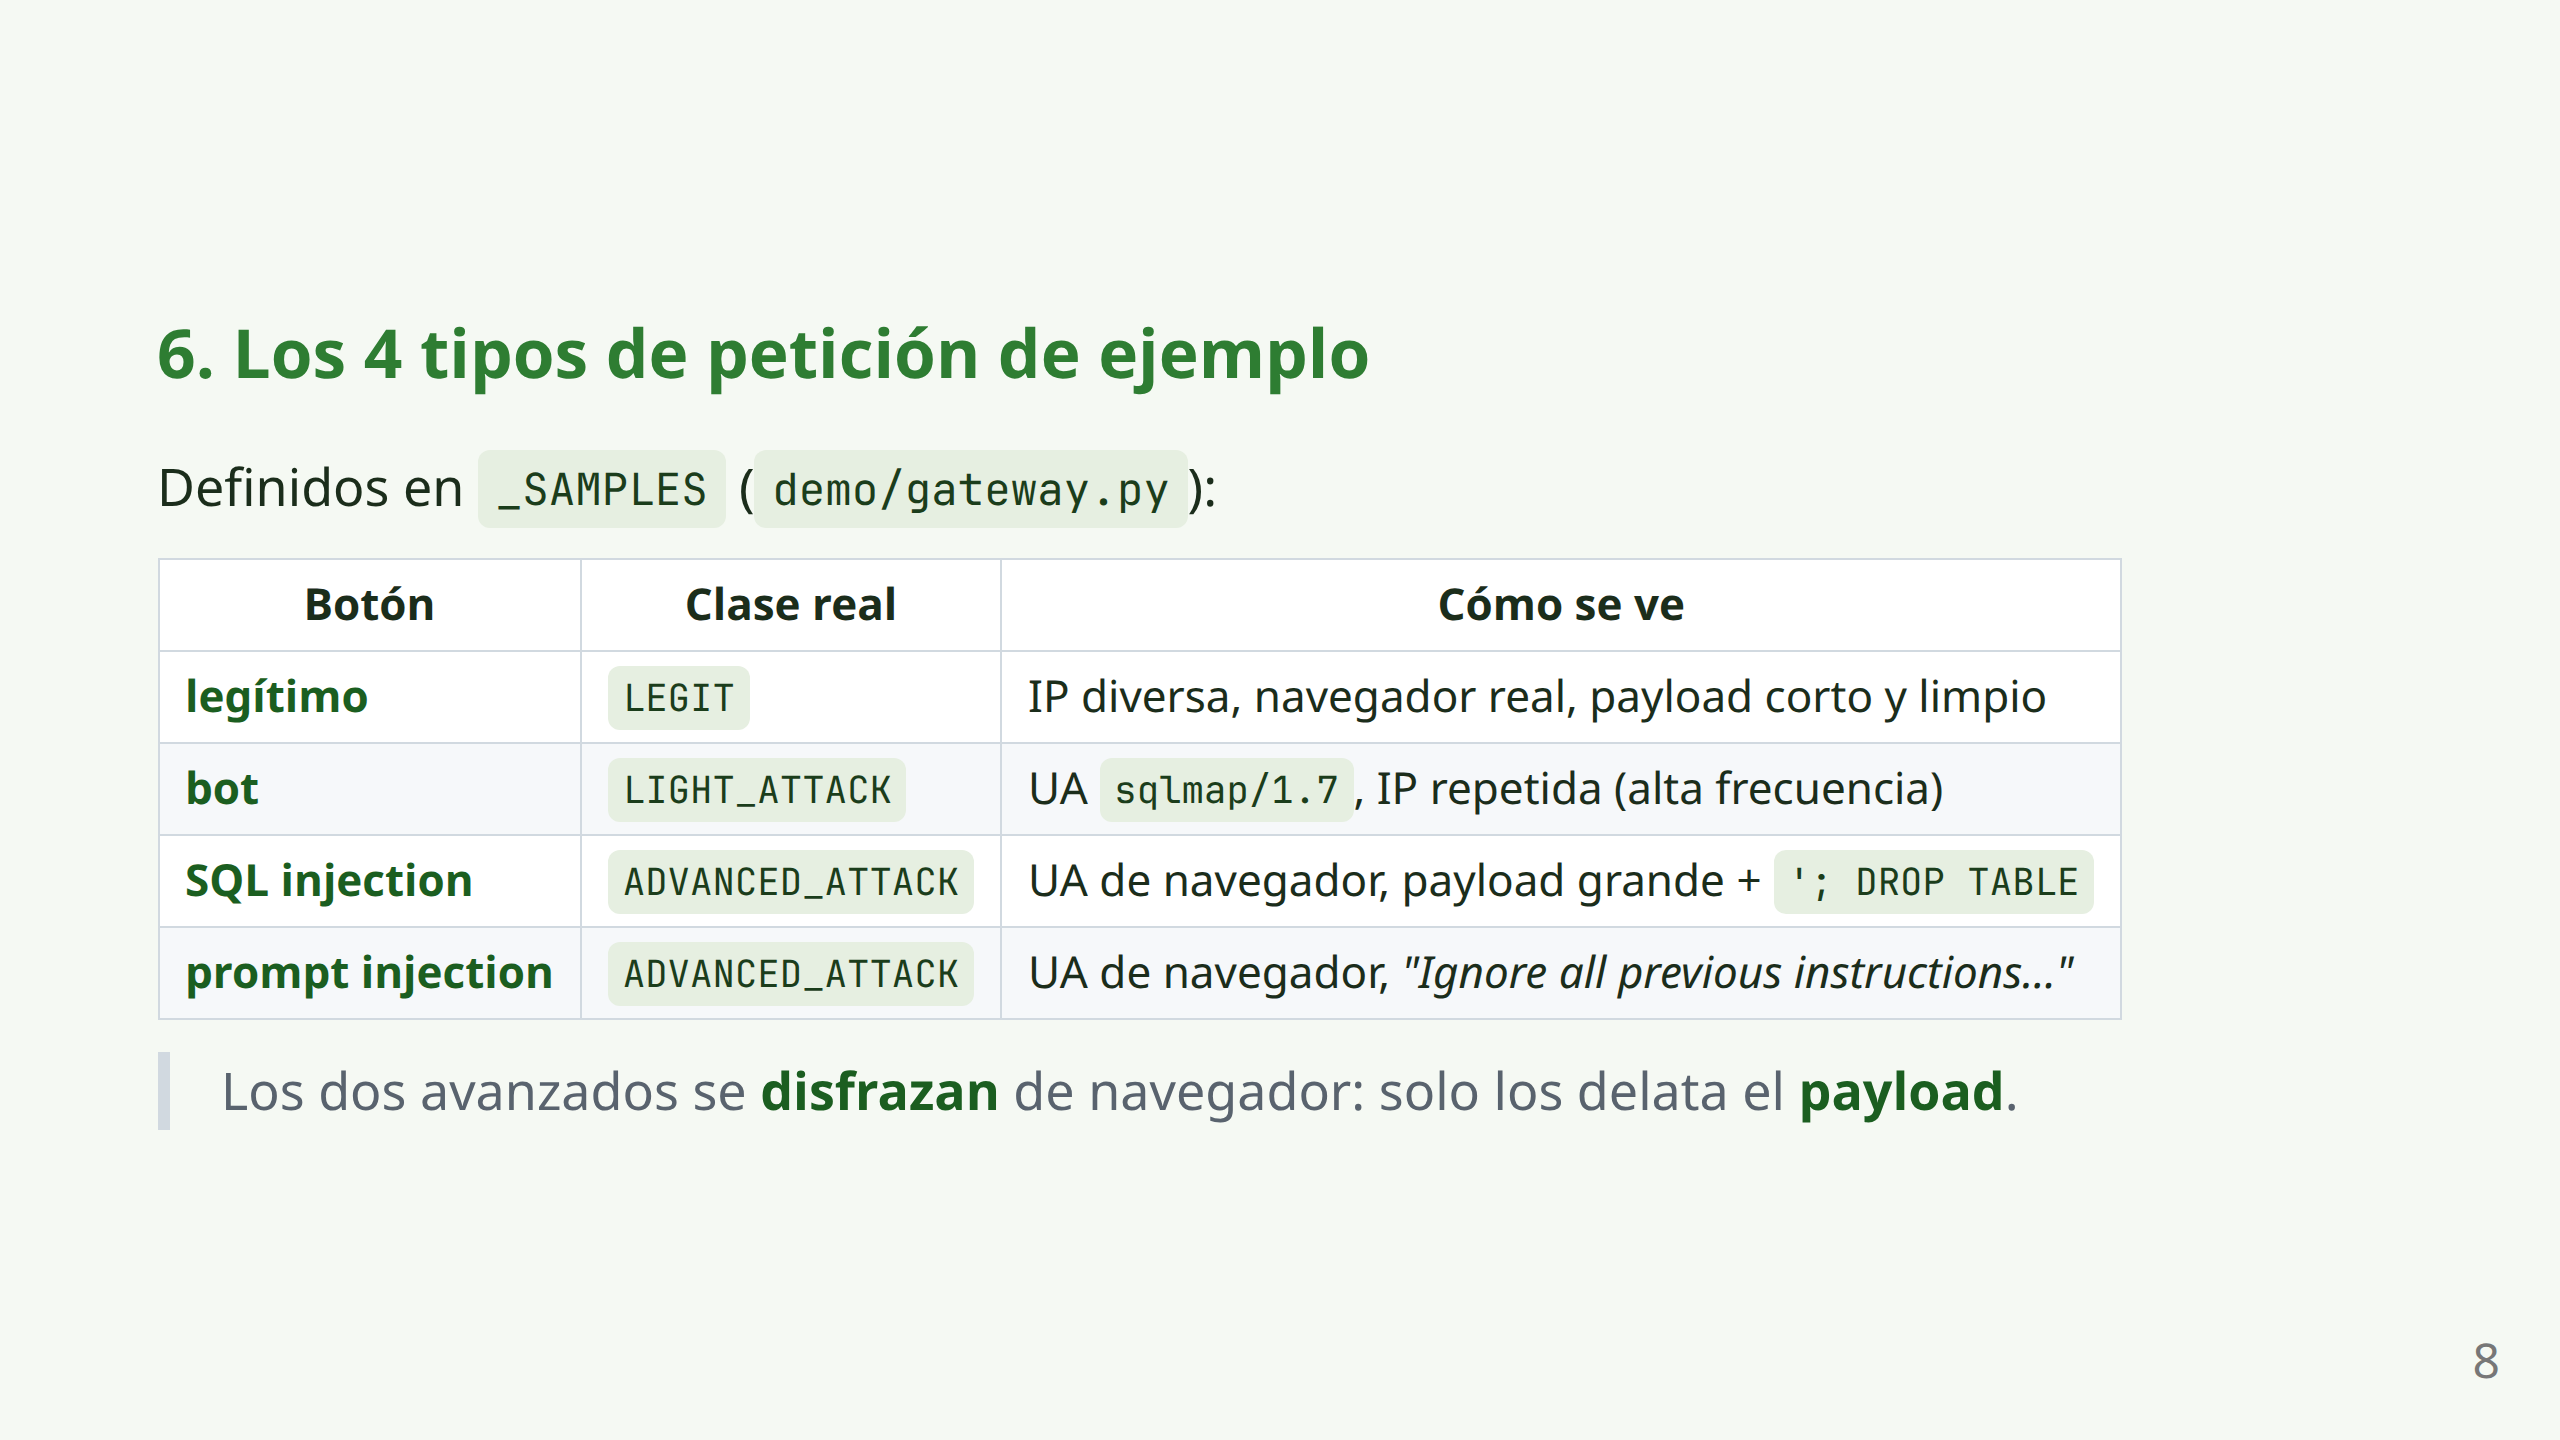 6. Los 4 tipos de petición de ejemplo
Definidos en _SAMPLES (demo/gateway.py):
Botón Clase real Cómo se ve
legítimo LEGIT IP diversa, navegador real, payload corto y limpio
bot LIGHT_ATTACK UA sqlmap/1.7, IP repetida (alta frecuencia)
SQL injection ADVANCED_ATTACK UA de navegador, payload grande + '; DROP TABLE
prompt injection ADVANCED_ATTACK UA de navegador, "Ignore all previous instructions…"
Los dos avanzados se disfrazan de navegador: solo los delata el payload.
8